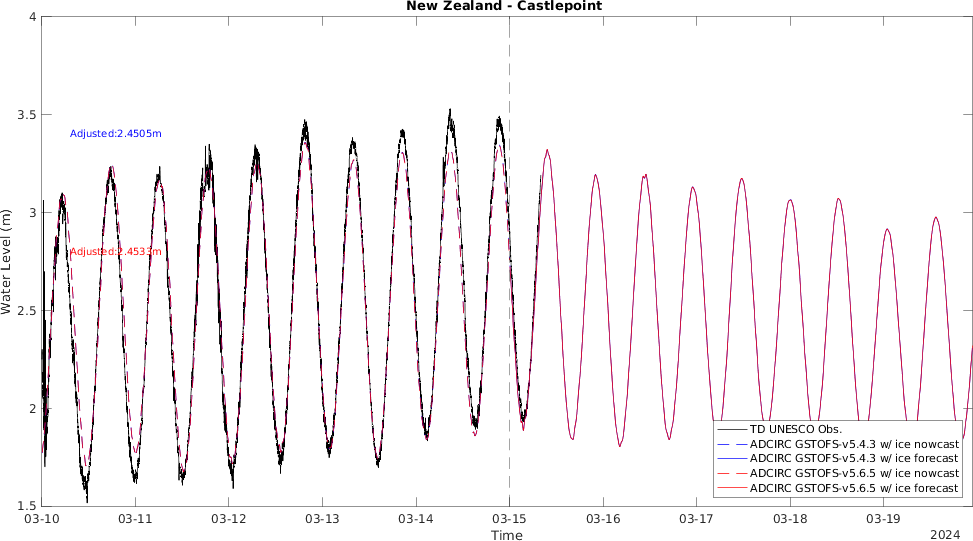 New Zealand - Castlepoint
4
3.5
3
2.5
2
1.5
Water Level (m)
Adjusted:2.4505m
Adjusted:2.4533m
TD UNESCO Obs.
ADCIRC GSTOFS-v5.4.3 w/ ice nowcast
ADCIRC GSTOFS-v5.4.3 w/ ice forecast
ADCIRC GSTOFS-v5.6.5 w/ ice nowcast
ADCIRC GSTOFS-v5.6.5 w/ ice forecast
03-10 03-11 03-12 03-13 03-14 03-15 03-16 03-17 03-18 03-19
Time
2024